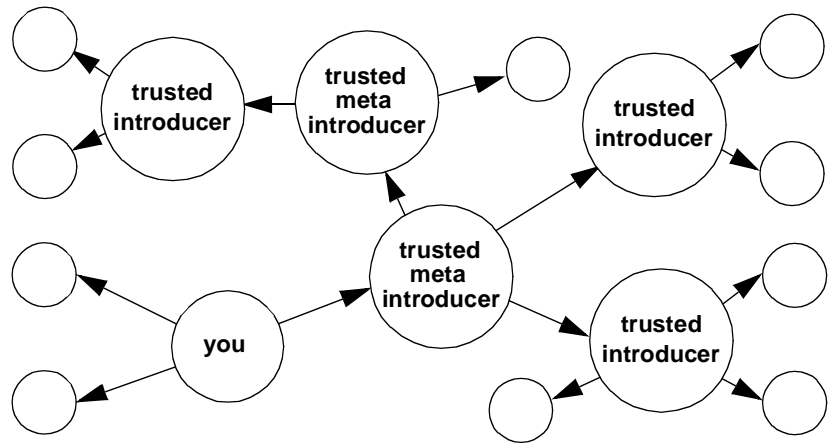 trusted
introducer
trusted
meta
introducer
trusted
introducer
trusted
meta
introducer
you
trusted
introducer